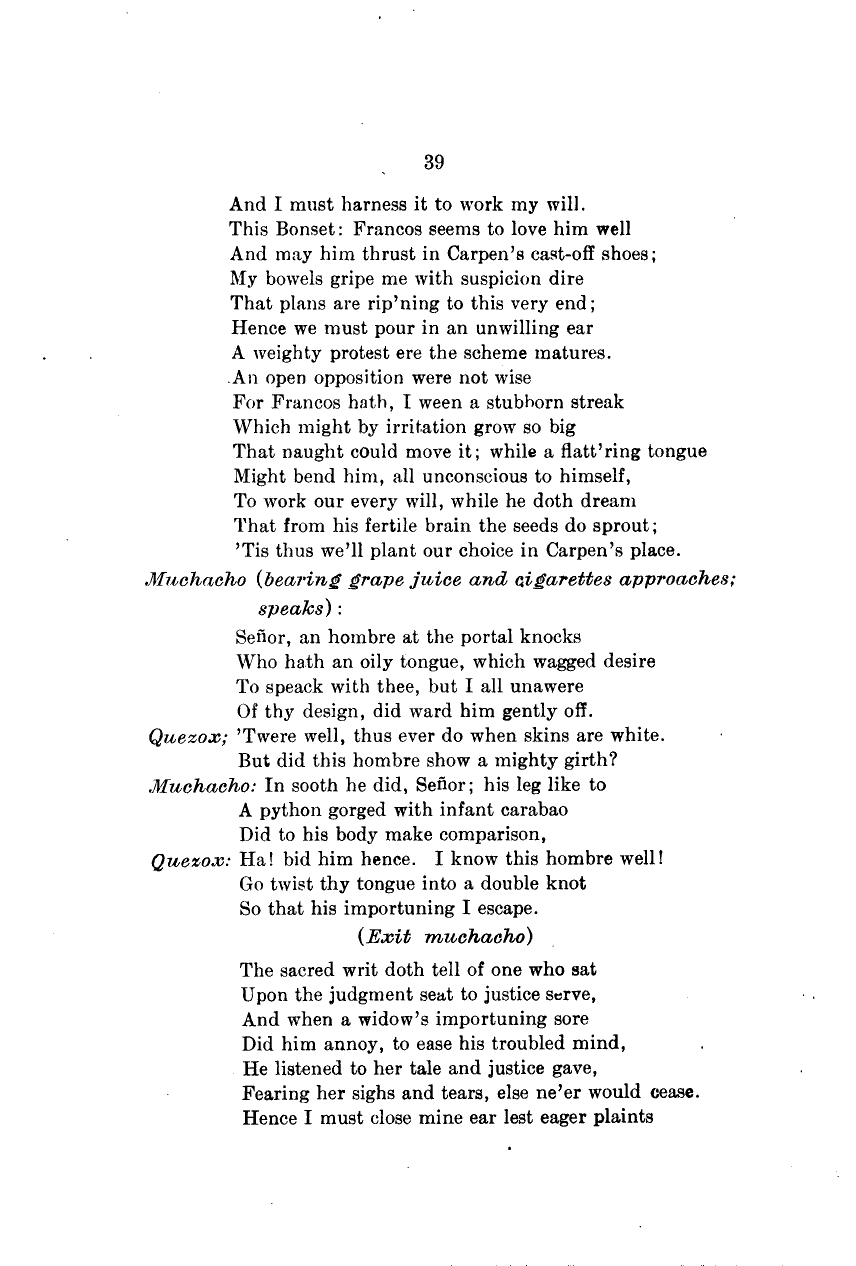 39
And I must harness it to work my will.
This Bonset: Francos seems to love him well
And may him thrust in Carpen's cast-off shoes;
My bowels gripe me with suspicion dire
That plans are rip'ning to this very end;
Hence we must pour in an unwilling ear
A weighty protest ere the scheme matures.
An open opposition were not wise
For Francos hath, I ween a stubborn streak
Which might by irritation grow so big
That naught could move it; while a flatt'ring tongue
Might bend him, all unconscious to himself,
To work our every will, while he doth dream
That from his fertile brain the seeds do sprout;
'Tis thus we'll plant our choice in Carpen's place.
Muchacho (bearing grape juice and cigarettes approaches;
speaks) :
Señor, an hombre at the portal knocks
Who hath an oily tongue, which wagged desire
To speack with thee, but I all unawere
Of thy design, did ward him gently off.
Quezox; 'Twere well, thus ever do when skins are white.
But did this hombre show a mighty girth?
Muchacho: In sooth he did, Señor; his leg like to
A python gorged with infant carabao
Did to his body make comparison,
Quezox: Ha! bid him hence. I know this hombre well!
Go twist thy tongue into a double knot
So that his importuning I escape.
(Exit muchacho)
The sacred writ doth tell of one who sat
Upon the judgment seat to justice serve,
And when a widow's importuning sore
Did him annoy, to ease his troubled mind,
He listened to her tale and justice gave,
Fearing her sighs and tears, else ne'er would cease.
Hence I must close mine ear lest eager plaints